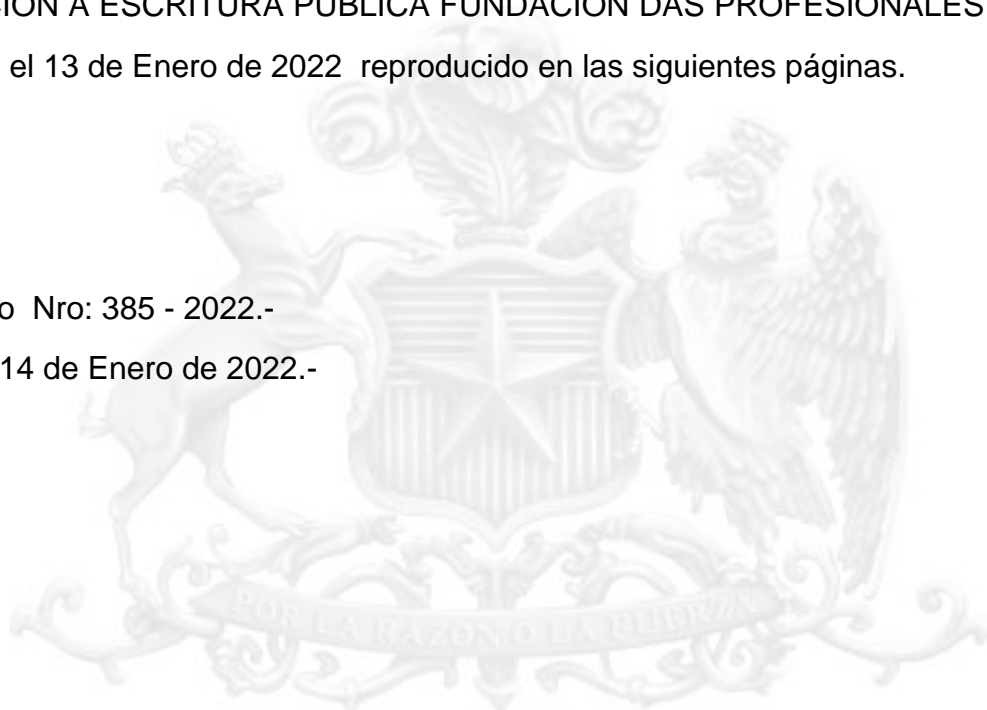 CION A ESCRITURA PUBLICA FUNDACION DAS PROFESIONALES
el 13 de Enero de 2022 reproducido en las siguientes páginas.
o Nro: 385 - 2022.-
14 de Enero de 2022.-
POR LA RAZON O LA FUERZA